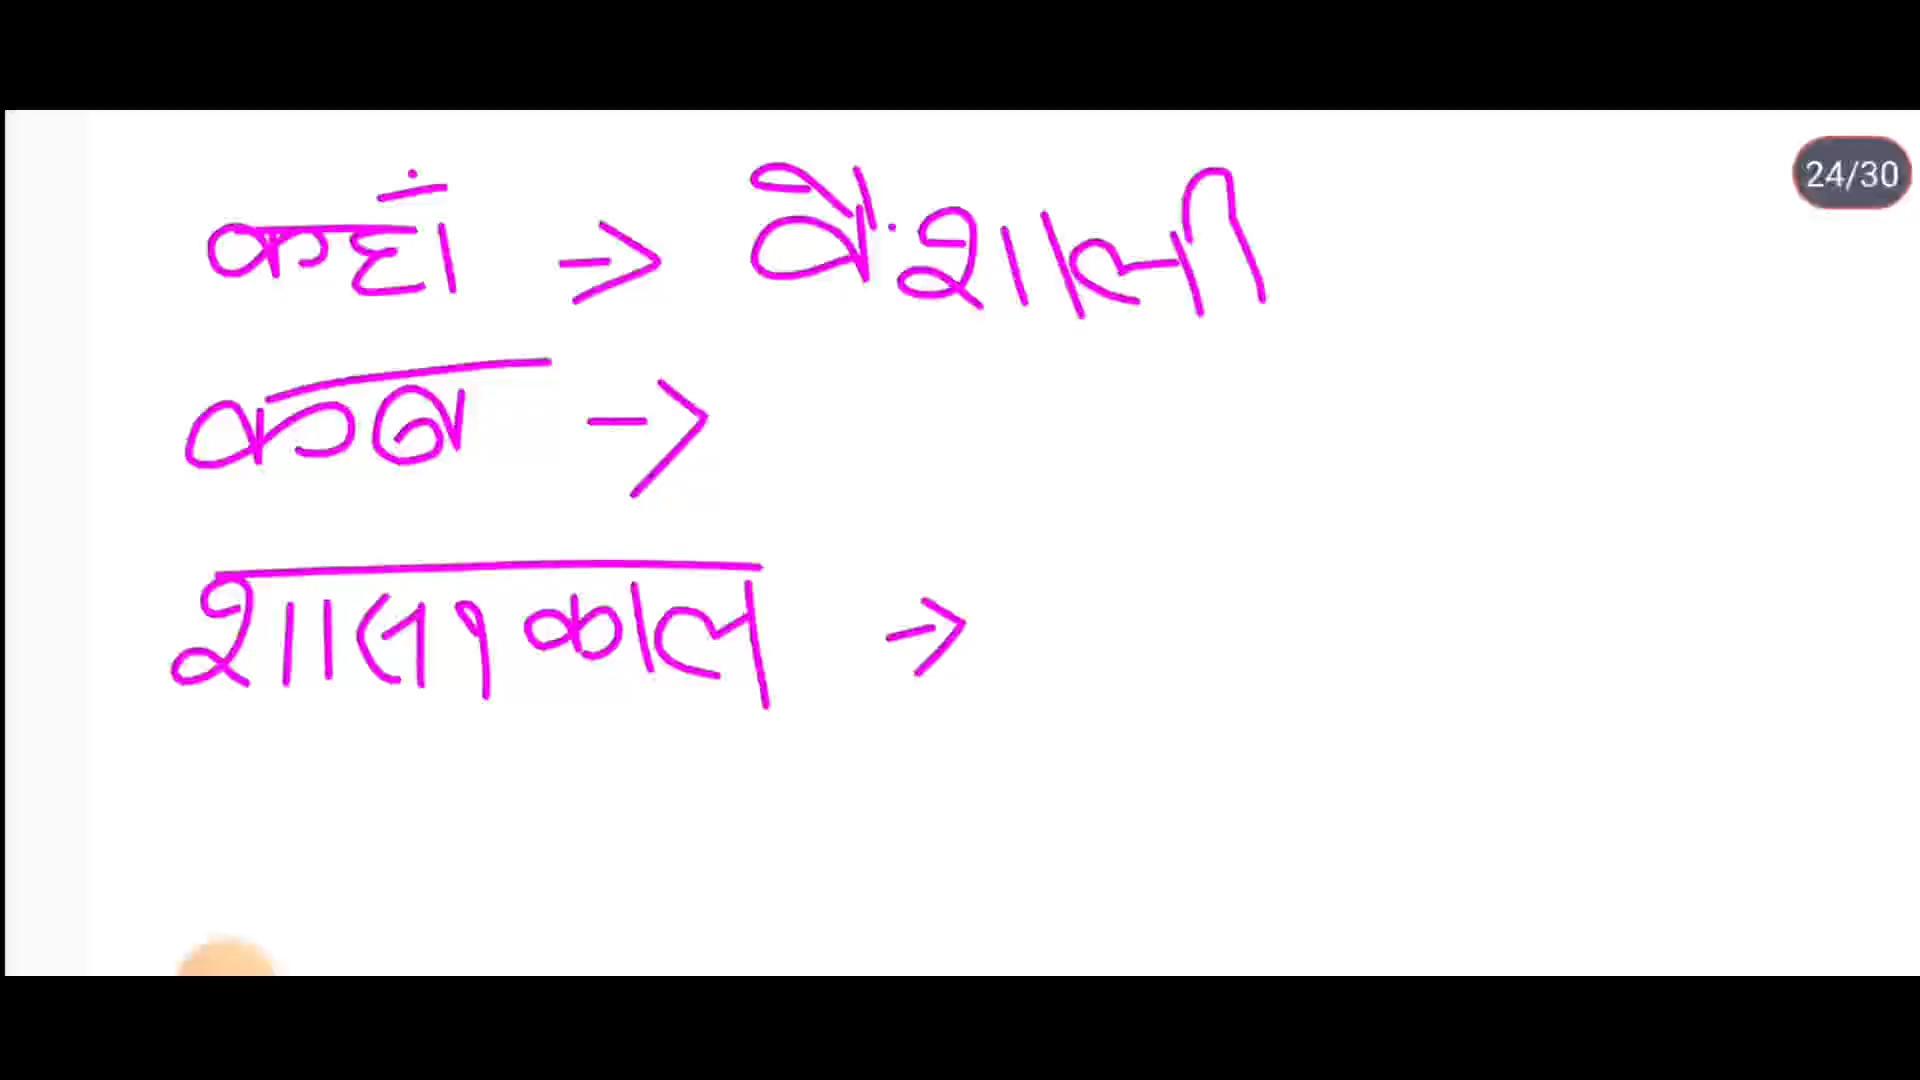 कहां -> वैशाली
24/30
कब ->
शासनकाल ->